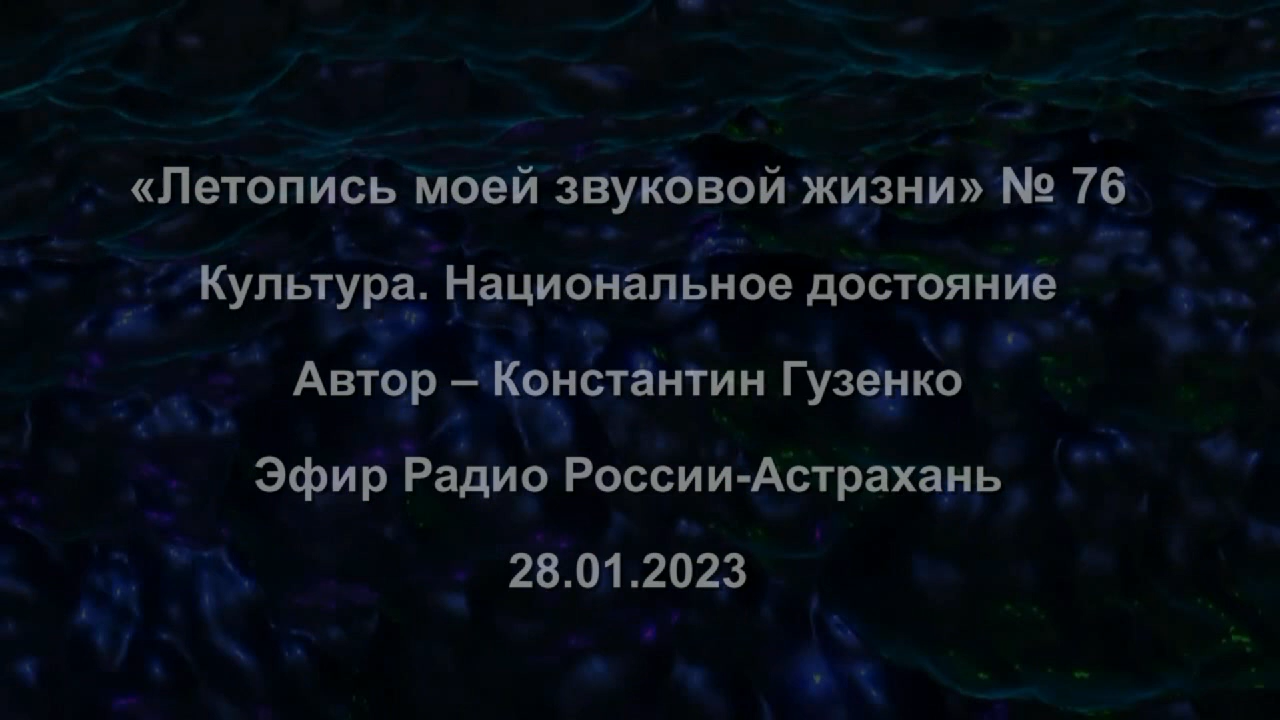 «Летопись моей звуковой жизни» № 76
Культура. Национальное достояние
Автор – Константин Гузенко
Эфир Радио России-Астрахань
28.01.2023